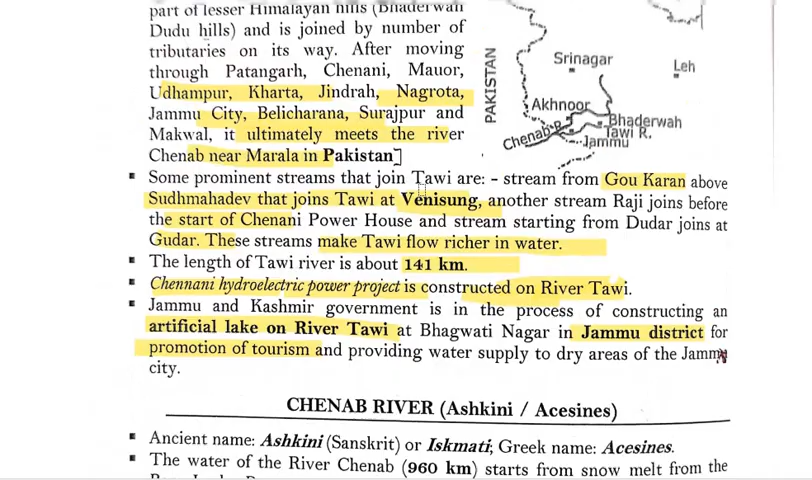 part of lesser Himalayan hills (Bhaderwah
Dudu hills) and is joined by number of
tributaries on its way. After moving
through Patangarh, Chenani, Mauor,
Udhampur, Kharta, Jindrah, Nagrota,
Jammu City, Belicharana, Surajpur and
Makwal, it ultimately meets the river
Chenab near Marala in Pakistan]
PAKISTAN
Srinagar
Leh
Akhnoor
Bhaderwah
Chenab R.
Tawi R.
Jammu
▪ Some prominent streams that join Tawi are: - stream from Gou Karan above
Sudhmahadev that joins Tawi at Venisung, another stream Raji joins before
the start of Chenani Power House and stream starting from Dudar joins at
Gudar. These streams make Tawi flow richer in water.
▪ The length of Tawi river is about 141 km.
▪ Chennani hydroelectric power project is constructed on River Tawi.
▪ Jammu and Kashmir government is in the process of constructing an
artificial lake on River Tawi at Bhagwati Nagar in Jammu district for
promotion of tourism and providing water supply to dry areas of the Jammu
city.
CHENAB RIVER (Ashkini / Acesines)
▪ Ancient name: Ashkini (Sanskrit) or Iskmati; Greek name: Acesines.
▪ The water of the River Chenab (960 km) starts from snow melt from the